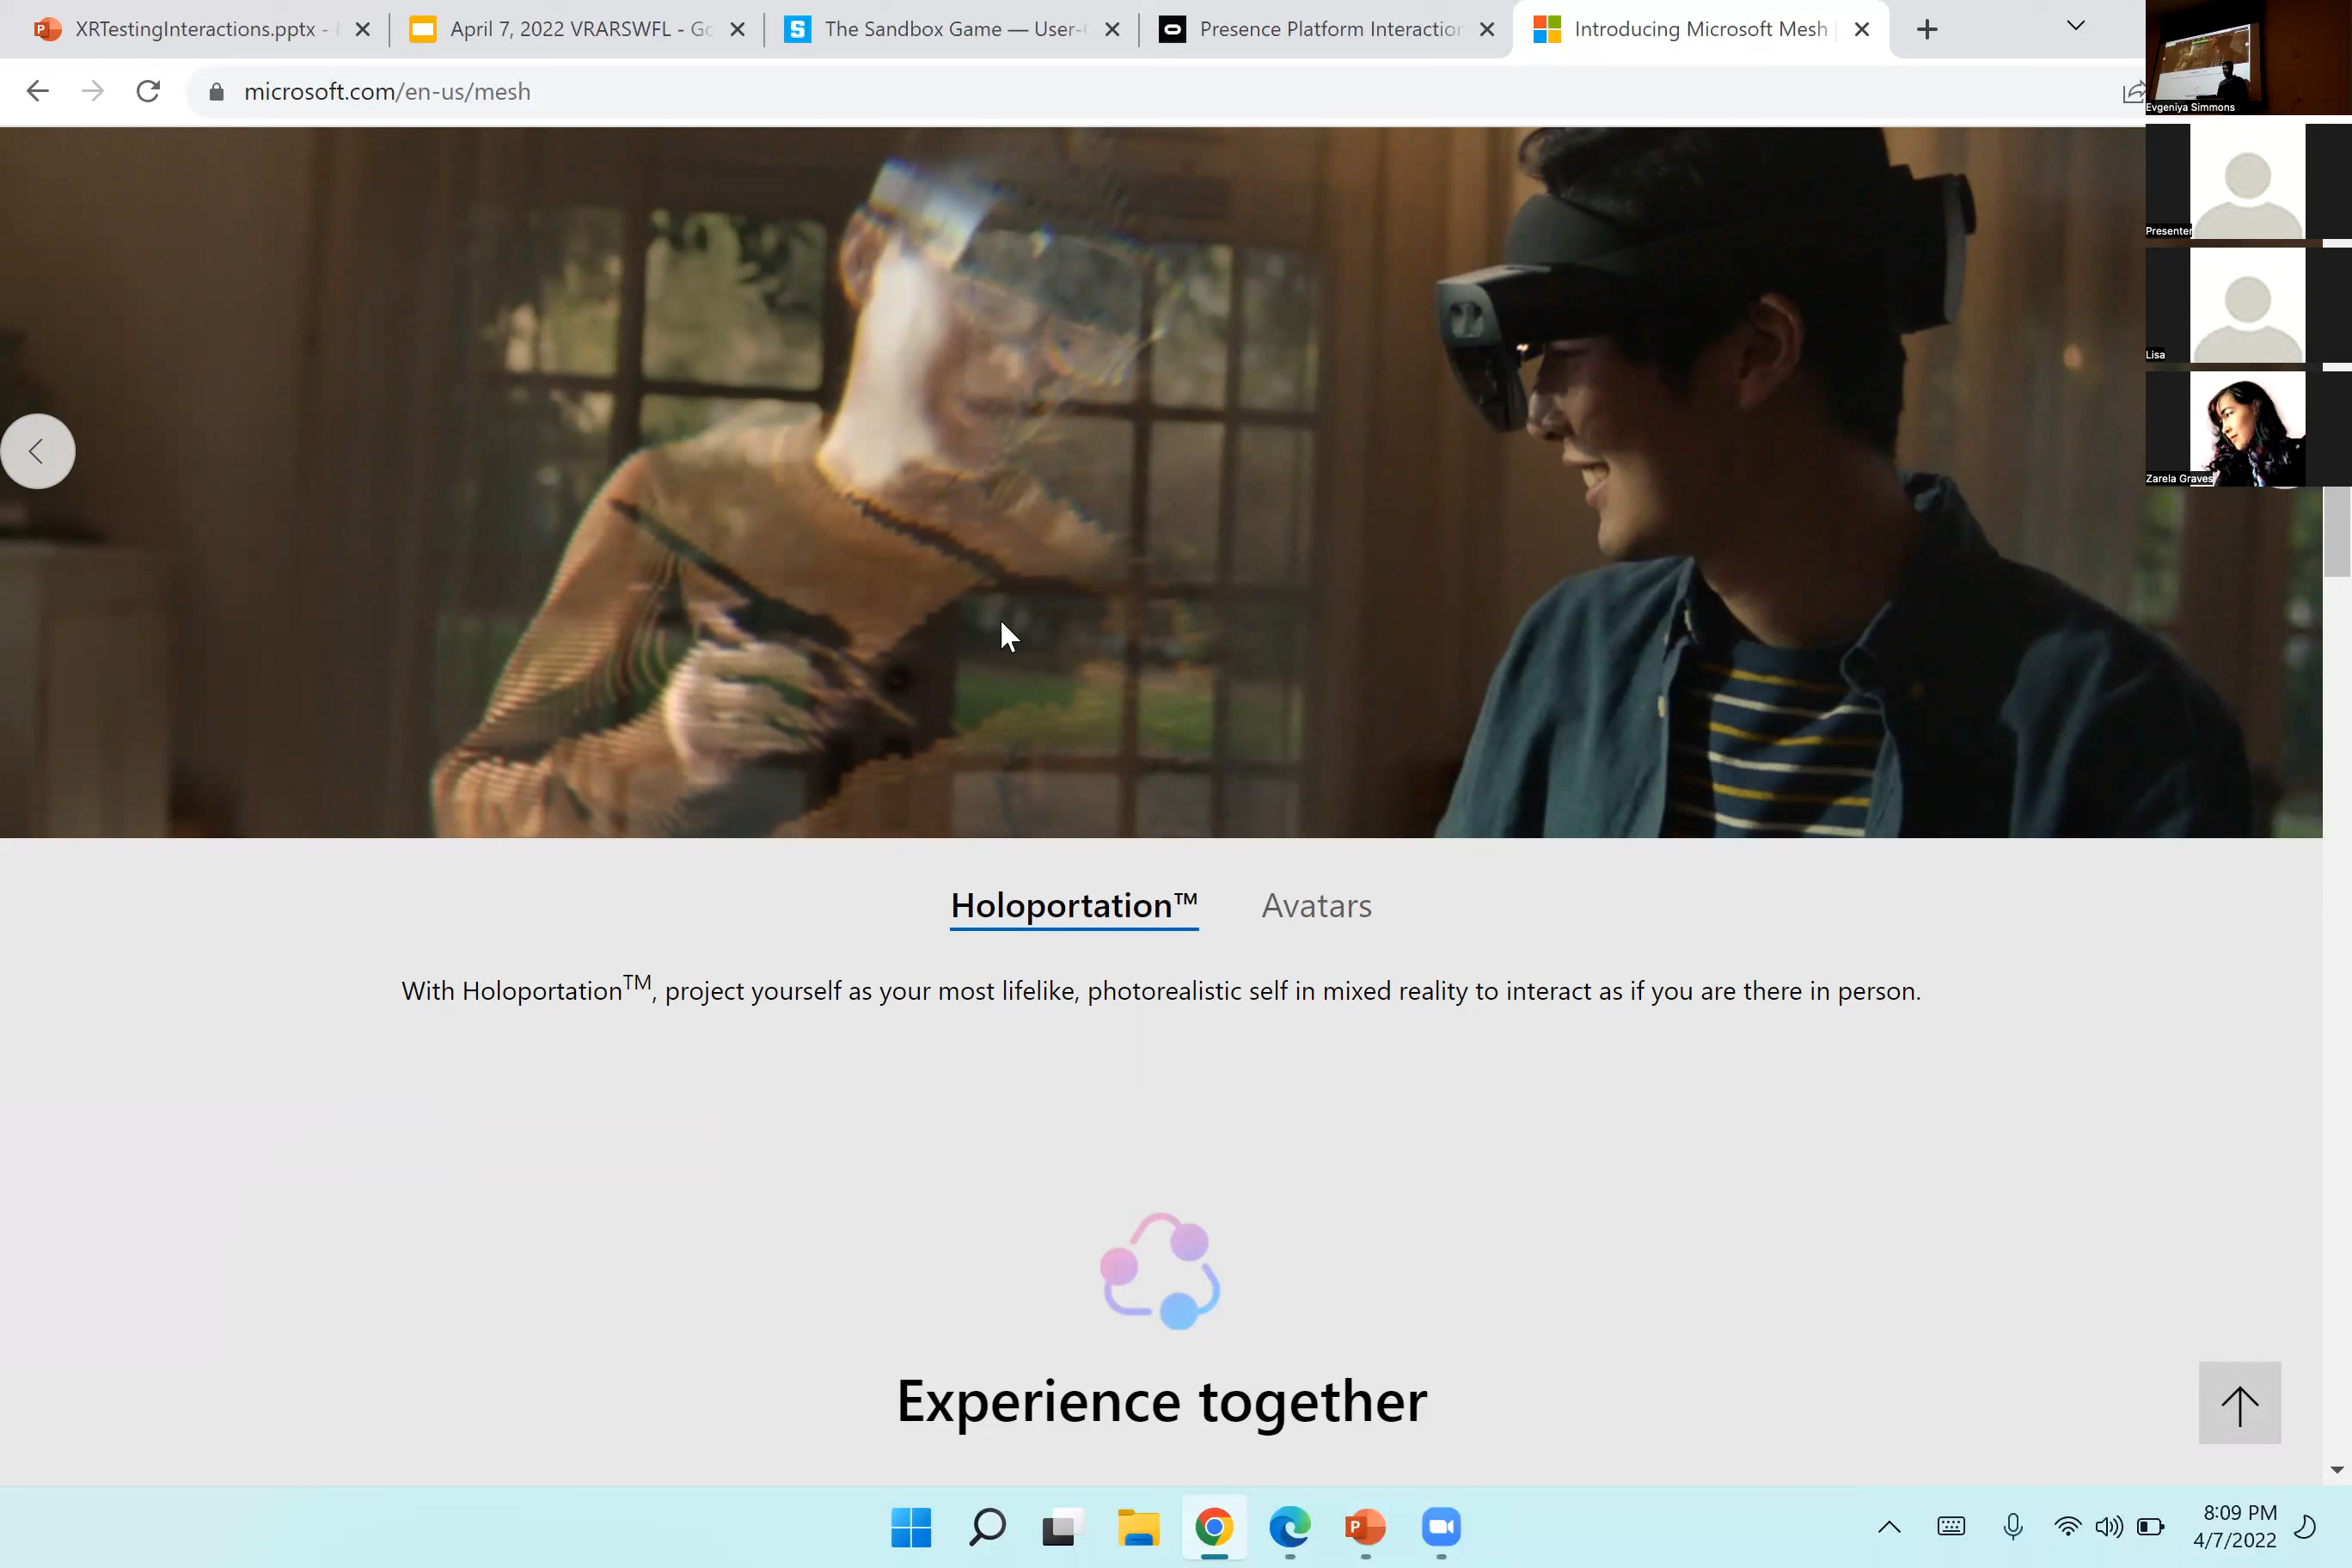 XRTestingInteractions.pptx -
April 7, 2022 VRARSWFL - Go
The Sandbox Game — User-
Presence Platform Interaction
Introducing Microsoft Mesh
microsoft.com/en-us/mesh
Evgeniya Simmons
Presenter
Lisa
Zarela Graves
Holoportation™
Avatars
With Holoportation™, project yourself as your most lifelike, photorealistic self in mixed reality to interact as if you are there in person.
Experience together
8:09 PM
4/7/2022